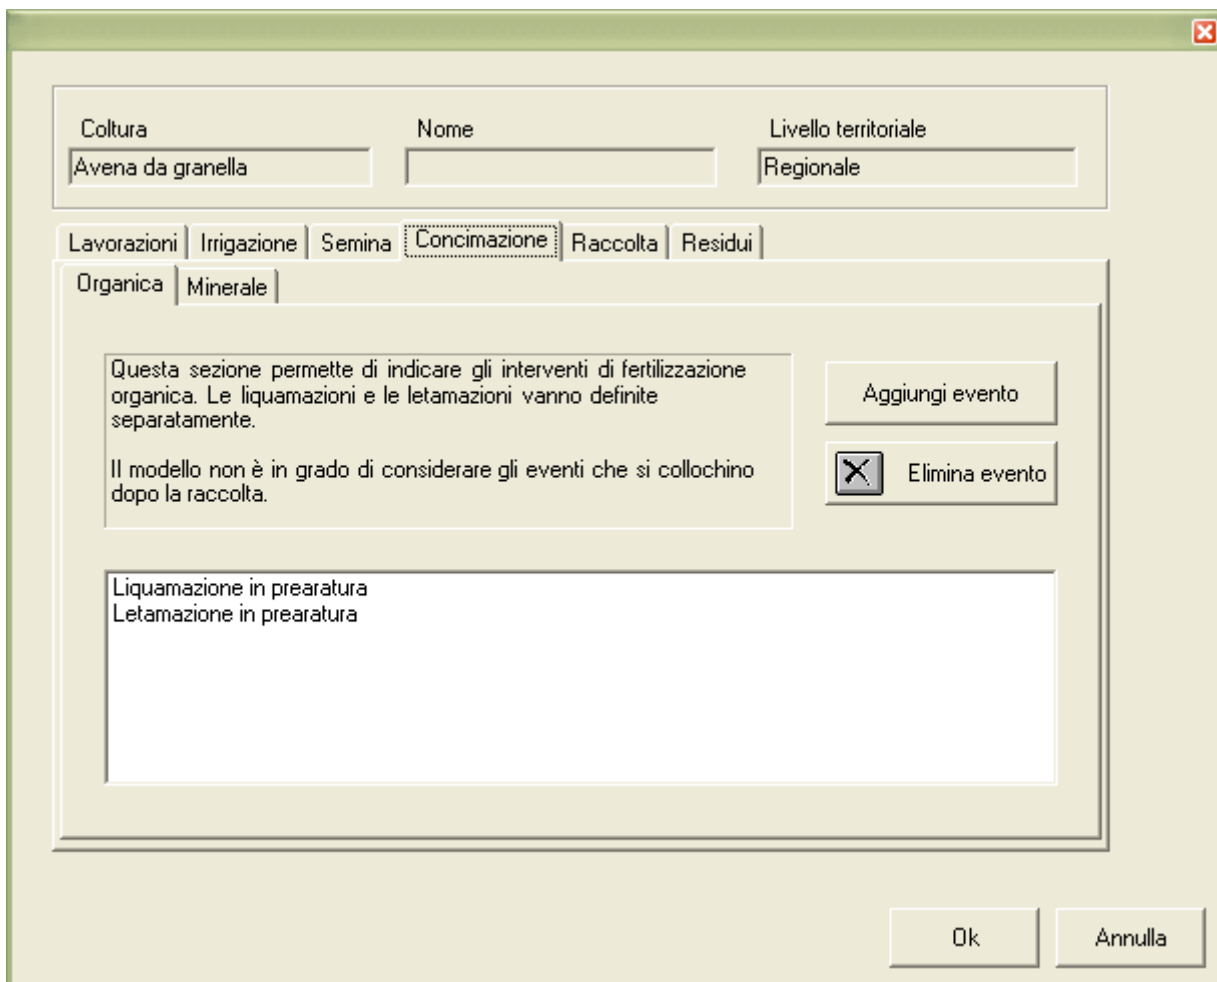 Coltura Nome Livello territoriale
Avena da granella Regionale
Lavorazioni Irrigazione Semina Concimazione Raccolta Residui
Organica Minerale
Questa sezione permette di indicare gli interventi di fertilizzazione
organica. Le liquamazioni e le letamazioni vanno definite
separatamente.
Il modello non è in grado di considerare gli eventi che si collochino
dopo la raccolta.
Aggiungi evento
Elimina evento
Liquamazione in prearatura
Letamazione in prearatura
Ok Annulla